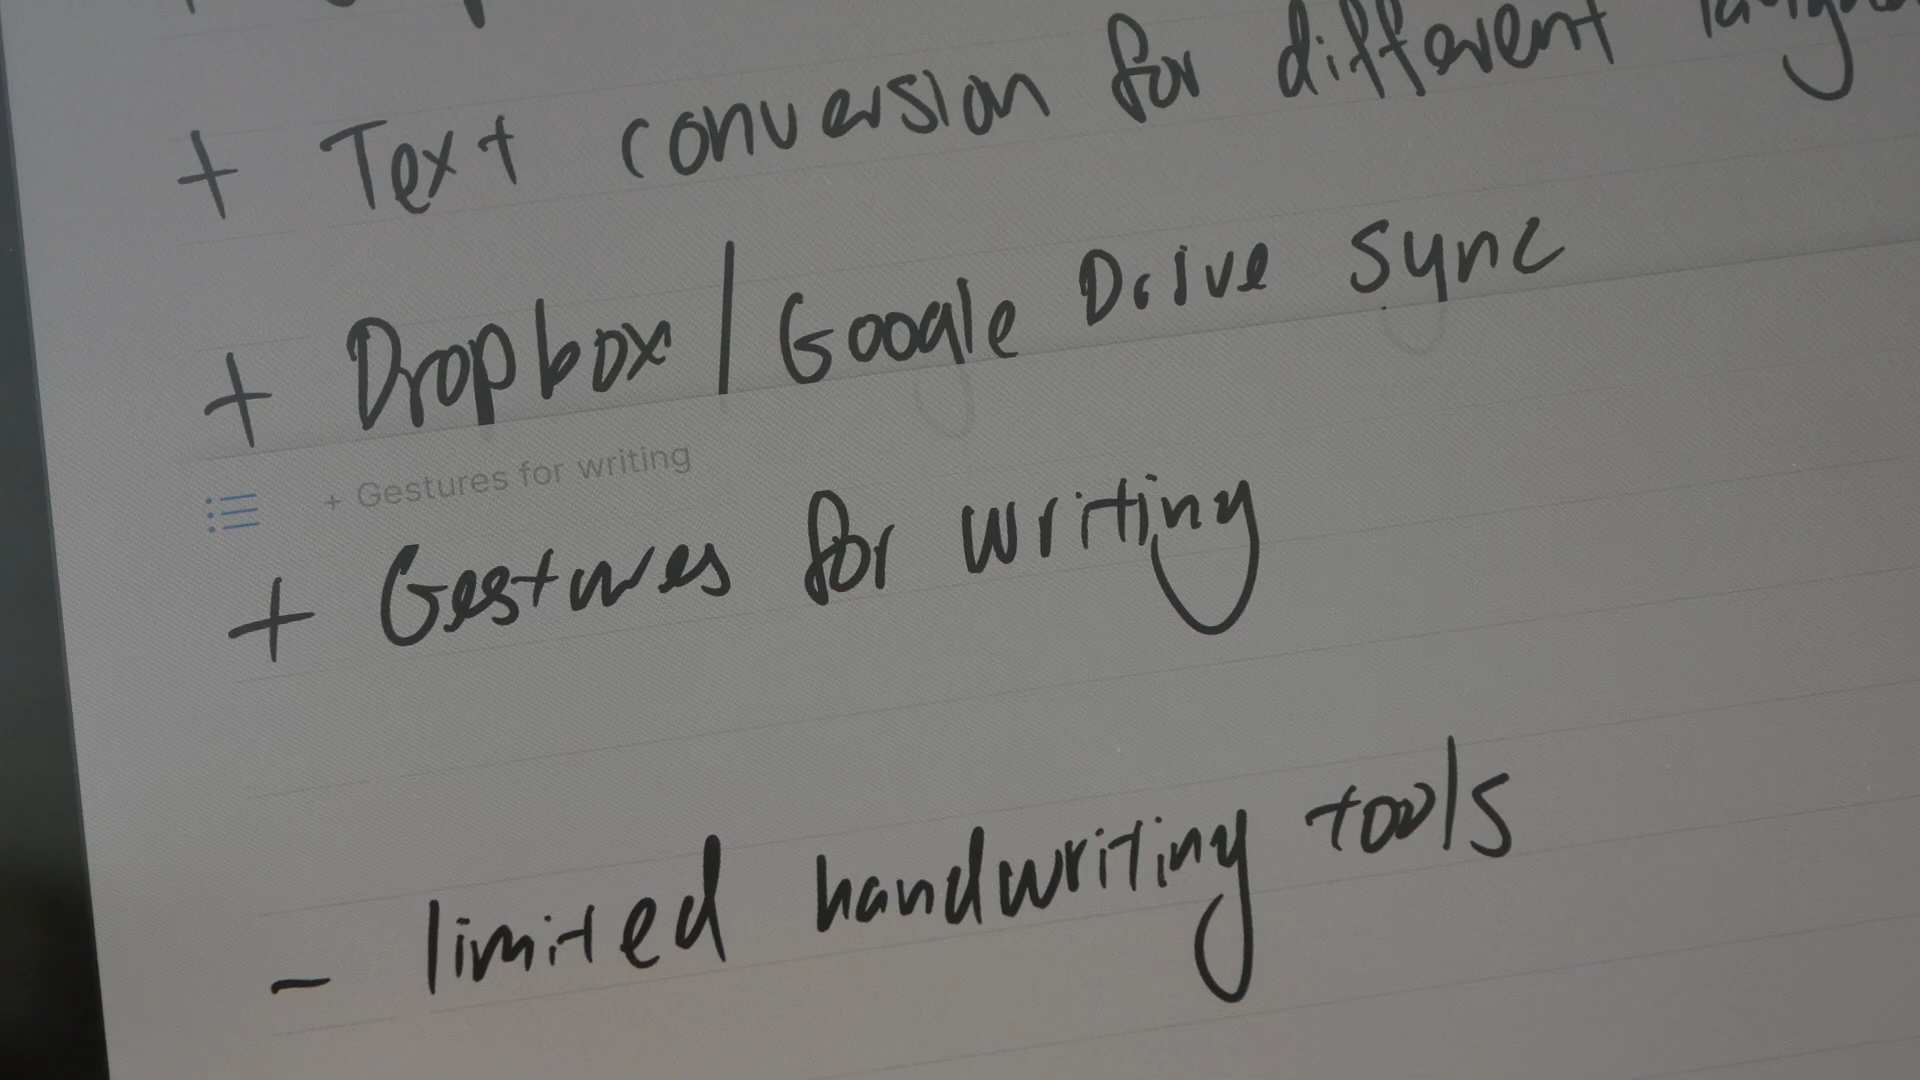 + Text conversion for different
+ Dropbox/Google Drive sync
+ Gestures for writing
+ Gestures for writing
- limited handwriting tools